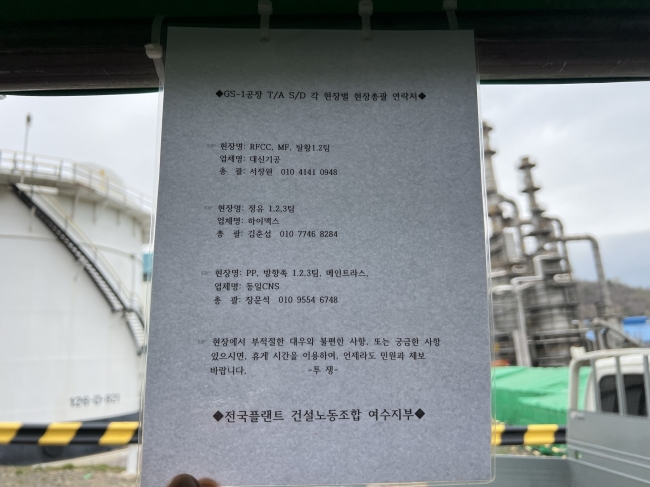 ◆GS-1공장 T/A S/D 각 현장별 현장총괄 연락처◆
☞ 현장명: RFCC, MF, 탈황1.2팀
업체명: 대신기공
총 괄: 서장원 010 4141 0948
☞ 현장명: 정유 1.2,3팀
업체명: 하이맥스
총 괄: 김춘섭 010 7746 8284
☞ 현장명: PP, 방향족 1.2,3팀, 메인트라스,
업체명: 동일CNS
총 괄: 장문석 010 9554 6748
☞ 현장에서 부적절한 대우와 불편한 사항, 또는 궁금한 사항
있으시면, 휴게 시간을 이용하여, 언제라도 민원과 제보
바랍니다. -투 쟁-
◆전국플랜트 건설노동조합 여수지부◆
126-D-821